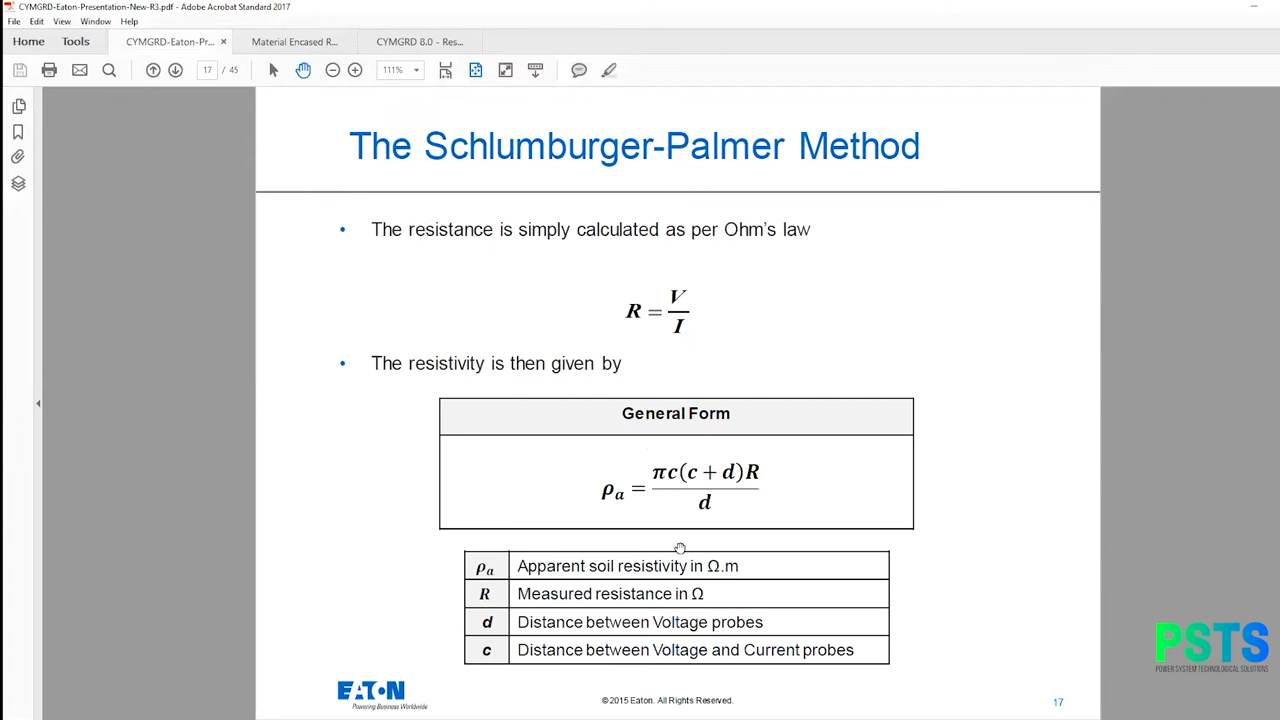 CYMGRD-Eaton-Presentation-New-R3.pdf - Adobe Acrobat Standard 2017
File Edit View Window Help
Home Tools CYMGRD-Eaton-Pr... × Material Encased R... CYMGRD 8.0 - Res...
17 / 45 111%
The Schlumburger-Palmer Method
• The resistance is simply calculated as per Ohm's law
R = V / I
• The resistivity is then given by
General Form
ρa = πc(c + d)R / d
ρa Apparent soil resistivity in Ω.m
R Measured resistance in Ω
d Distance between Voltage probes
c Distance between Voltage and Current probes
PSTS
POWER SYSTEM TECHNOLOGICAL SOLUTIONS
EATON
Powering Business Worldwide
© 2015 Eaton. All Rights Reserved.
17